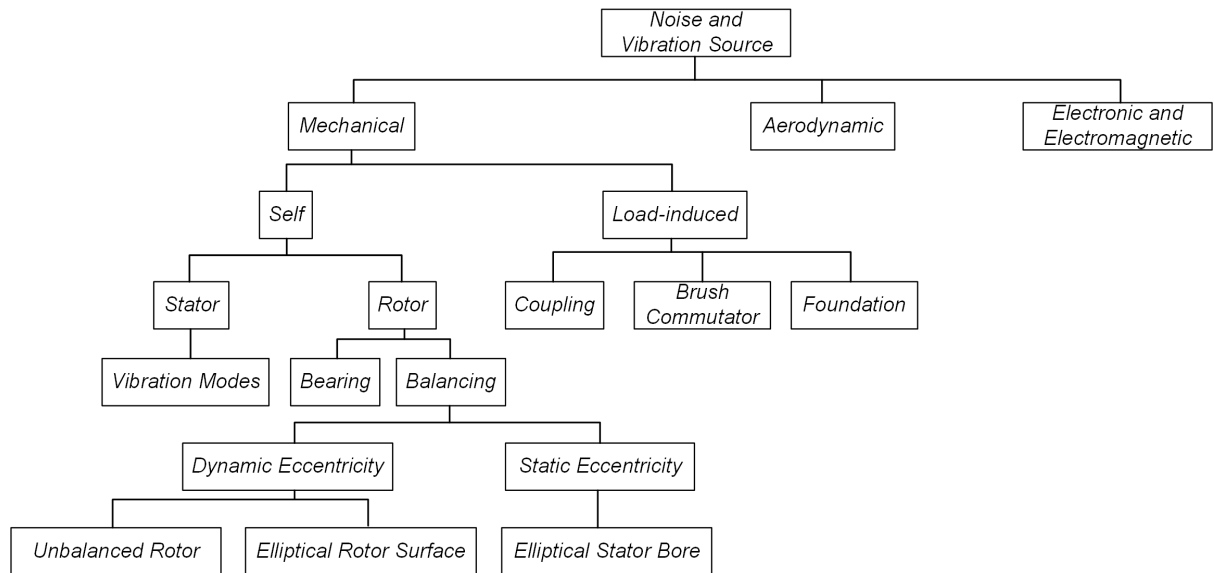 Noise and
Vibration Source
Mechanical
Aerodynamic
Electronic and
Electromagnetic
Self
Load-induced
Stator
Rotor
Coupling
Brush
Commutator
Foundation
Vibration Modes
Bearing
Balancing
Dynamic Eccentricity
Static Eccentricity
Unbalanced Rotor
Elliptical Rotor Surface
Elliptical Stator Bore